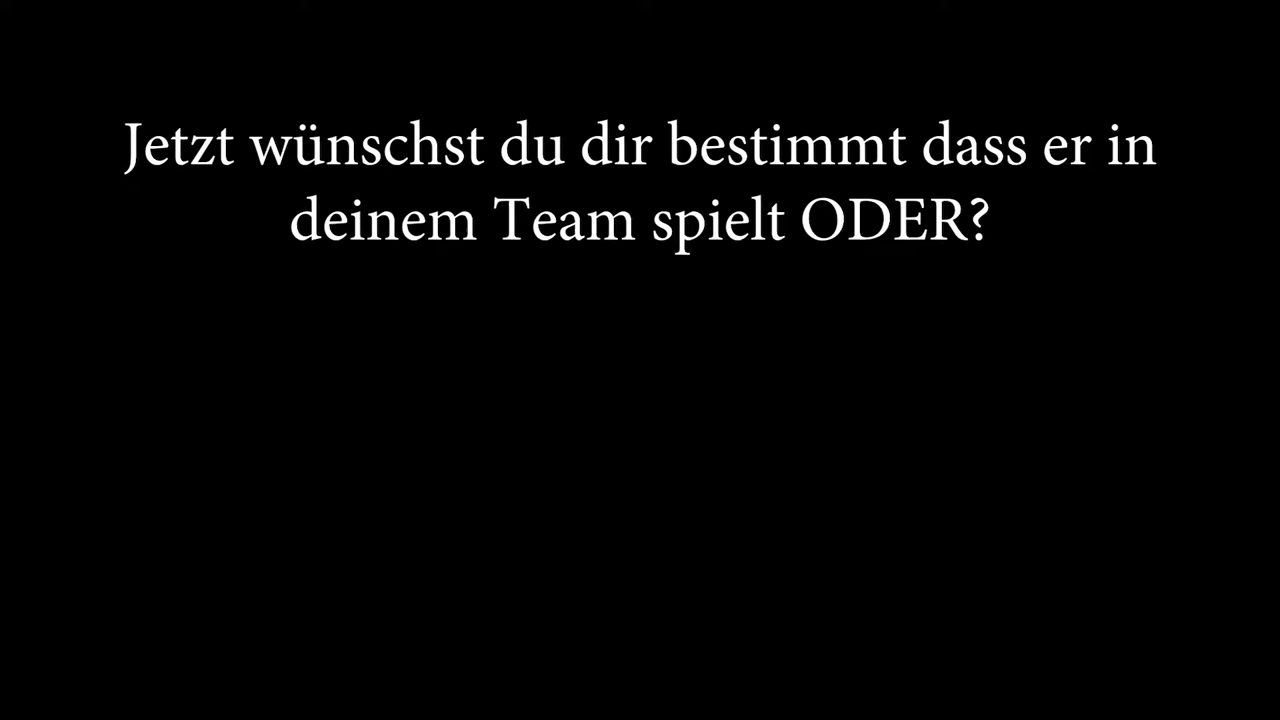 Jetzt wünschst du dir bestimmt dass er in
deinem Team spielt ODER?